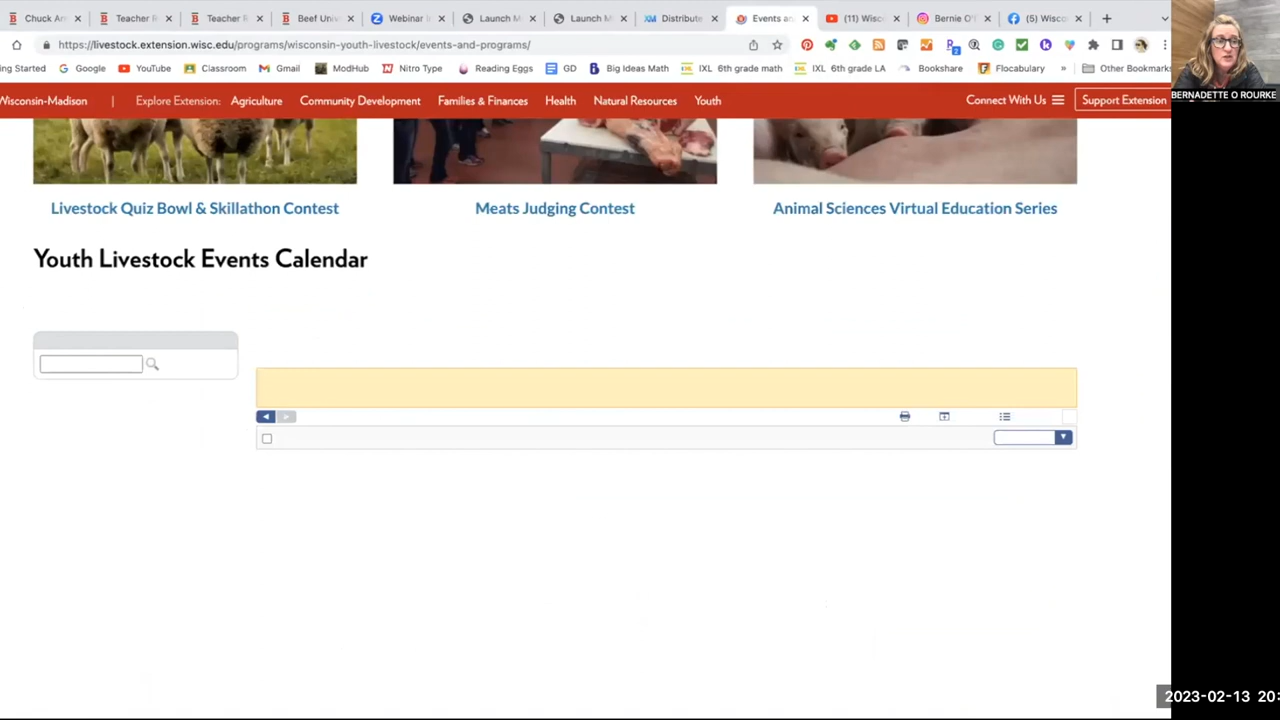 Chuck An
Teacher R
Teacher R
Beef Univ
Webinar I
Launch M
Launch M
Distribute
Events an
(11) Wisc
Bernie O'
(5) Wisco
https://livestock.extension.wisc.edu/programs/wisconsin-youth-livestock/events-and-programs/
ing Started
Google
YouTube
Classroom
Gmail
ModHub
Nitro Type
Reading Eggs
GD
Big Ideas Math
IXL 6th grade math
IXL 6th grade LA
Bookshare
Flocabulary
»
Other Bookmarks
Wisconsin-Madison | Explore Extension: Agriculture Community Development Families & Finances Health Natural Resources Youth Connect With Us Support Extension
BERNADETTE O ROURKE
Livestock Quiz Bowl & Skillathon Contest
Meats Judging Contest
Animal Sciences Virtual Education Series
Youth Livestock Events Calendar
2023-02-13 20: